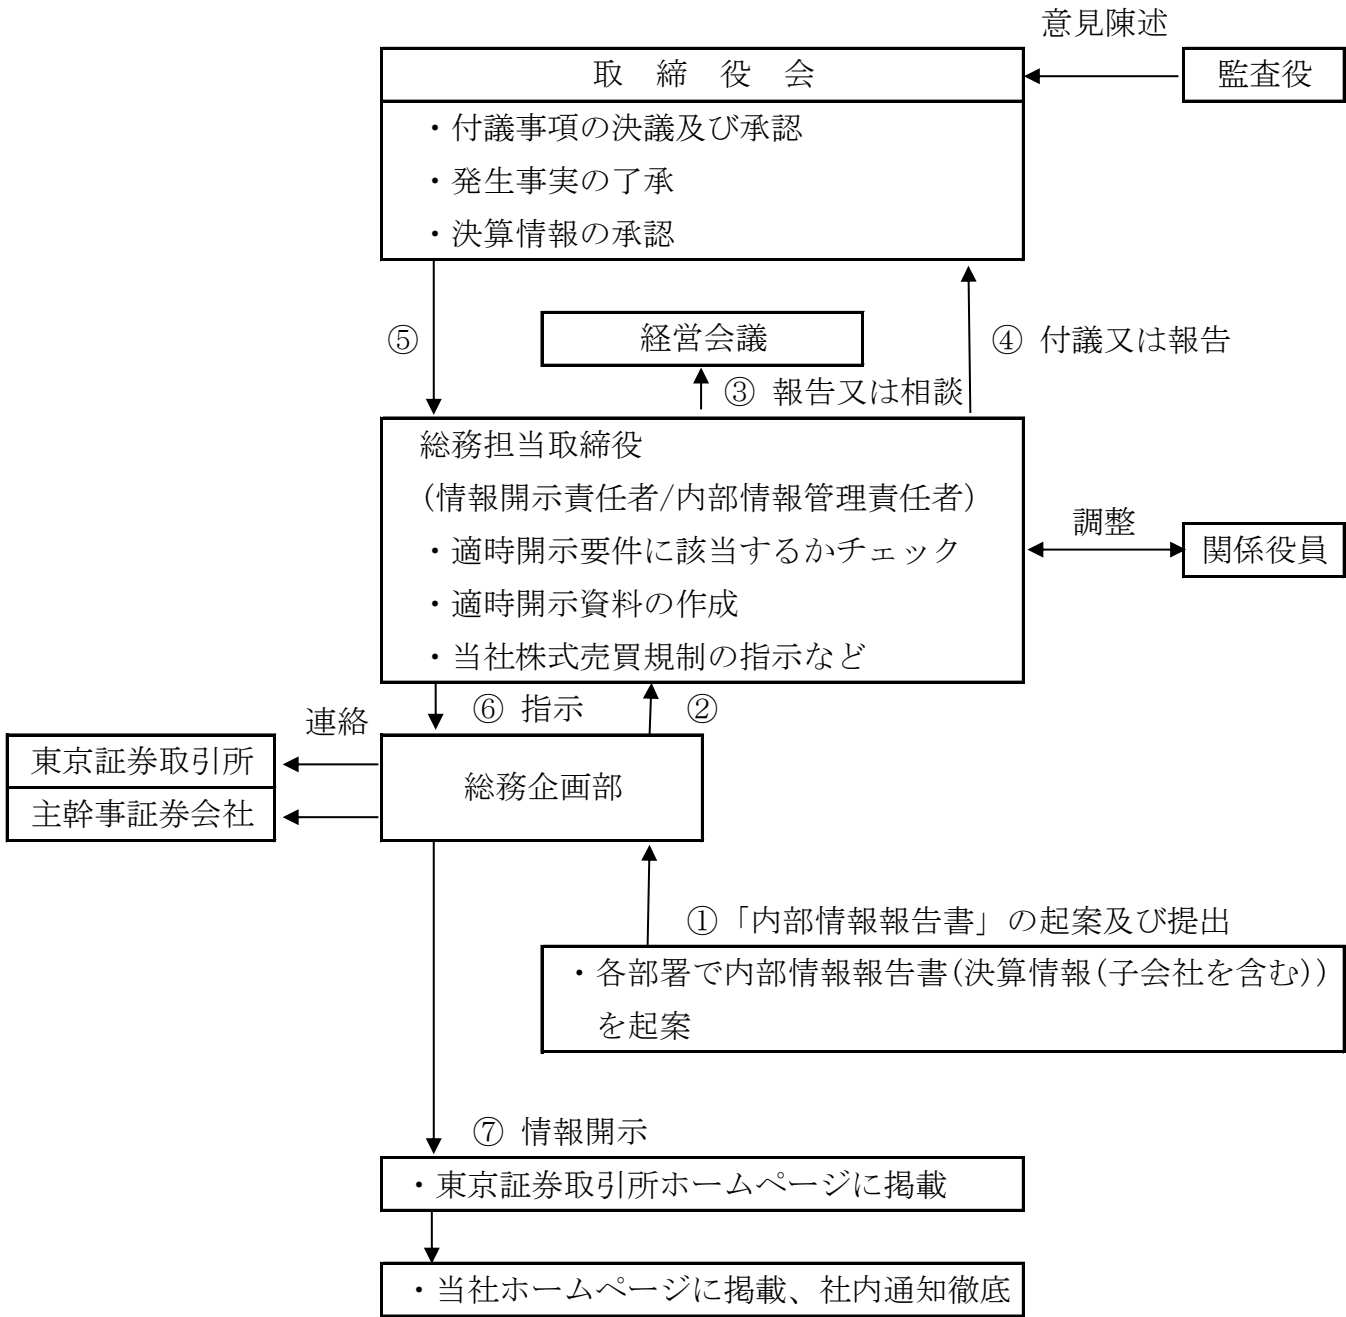 意見陳述
取　締　役　会
監査役
・付議事項の決議及び承認
・発生事実の了承
・決算情報の承認
⑤
経営会議
④ 付議又は報告
③ 報告又は相談
総務担当取締役
(情報開示責任者/内部情報管理責任者)
・適時開示要件に該当するかチェック
・適時開示資料の作成
・当社株式売買規制の指示など
調整
関係役員
⑥ 指示
②
連絡
東京証券取引所
主幹事証券会社
総務企画部
①「内部情報報告書」の起案及び提出
・各部署で内部情報報告書(決算情報(子会社を含む))
を起案
⑦ 情報開示
・東京証券取引所ホームページに掲載
・当社ホームページに掲載、社内通知徹底